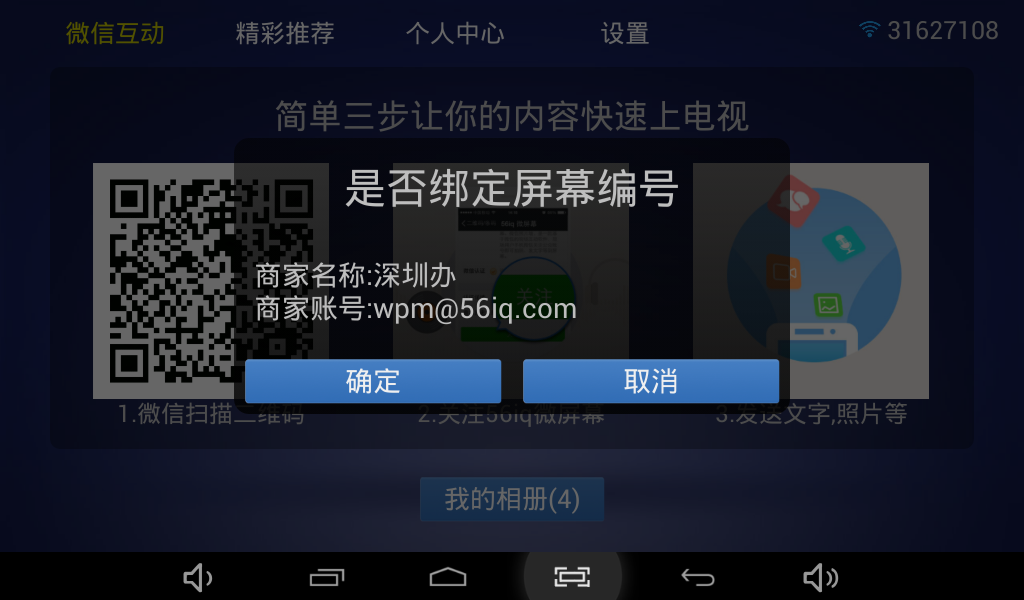 微信互动 精彩推荐 个人中心 设置 31627108
简单三步让你的内容快速上电视
是否绑定屏幕编号
商家名称:深圳办
商家账号:wpm@56iq.com
关注
确定 取消
1.微信扫描二维码 2.关注56iq微屏幕 3.发送文字,照片等
我的相册(4)